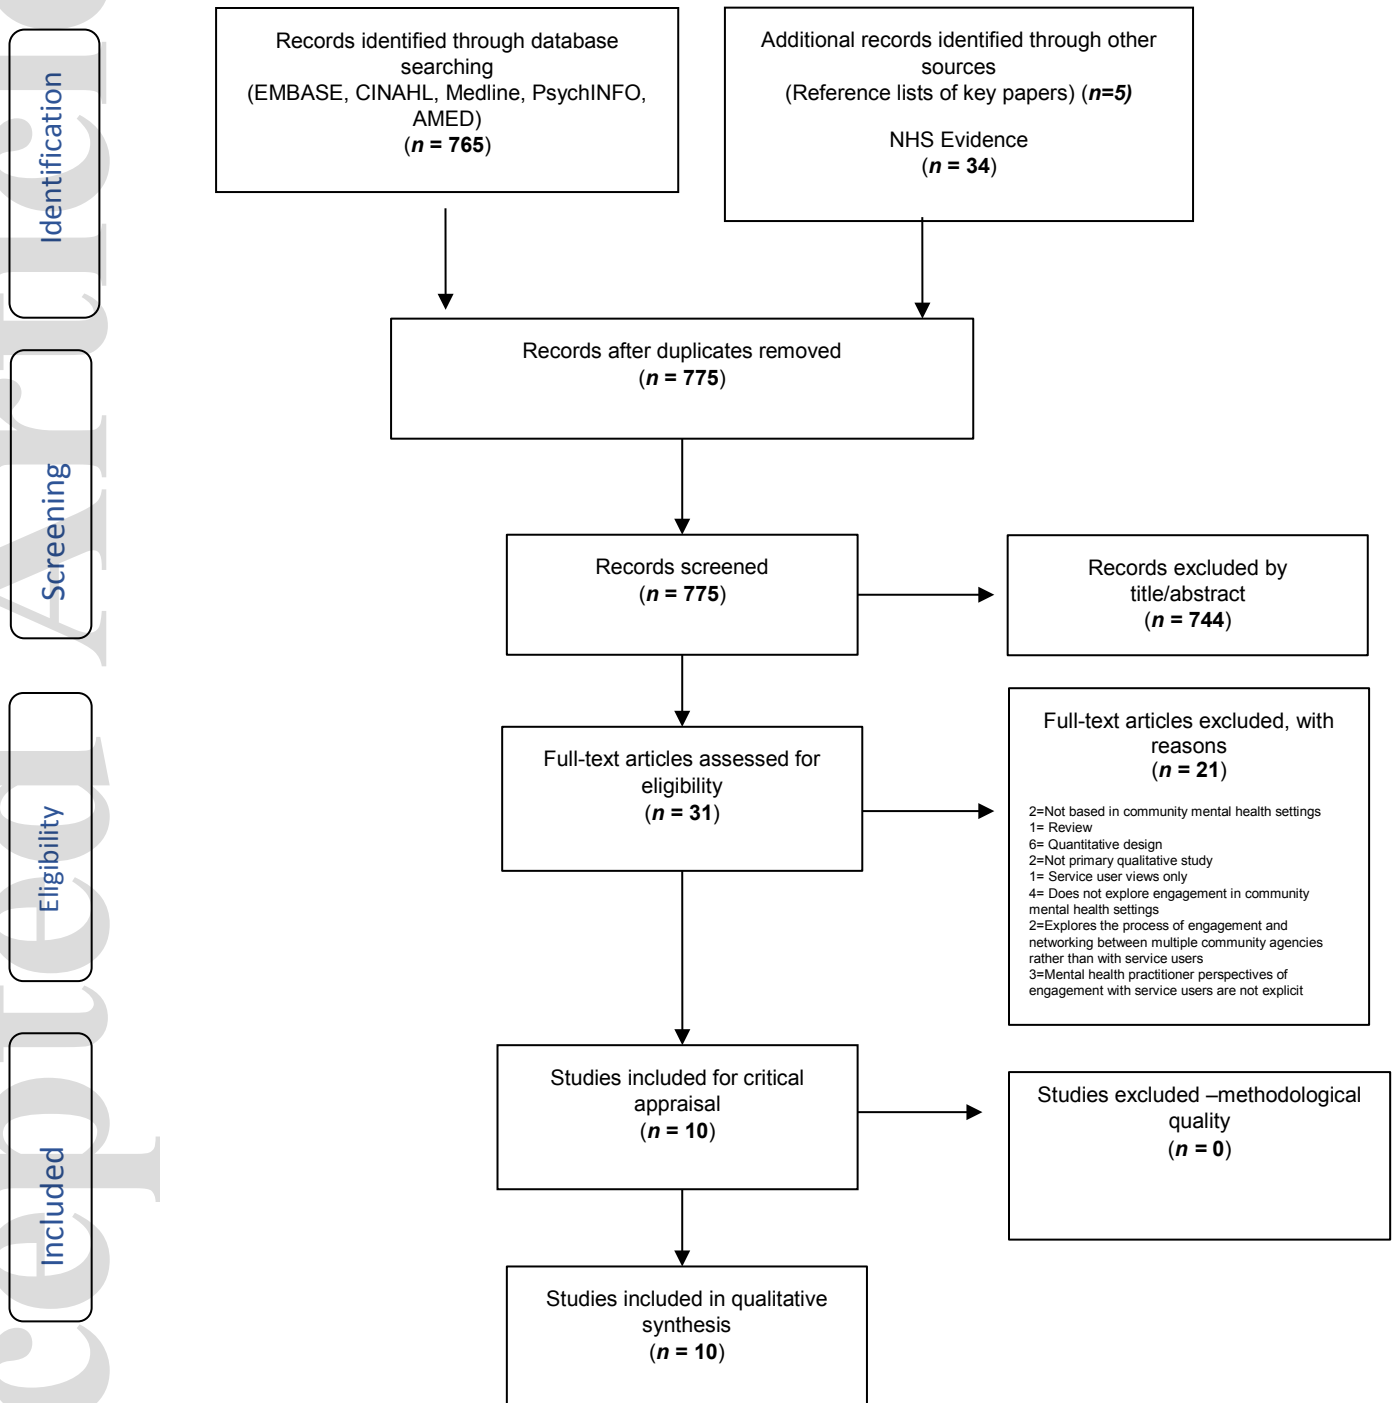 Identification
Records identified through database
searching
(EMBASE, CINAHL, Medline, PsychINFO,
AMED)
(n = 765)
Additional records identified through other
sources
(Reference lists of key papers) (n=5)
NHS Evidence
(n = 34)
Records after duplicates removed
(n = 775)
Screening
Records screened
(n = 775)
Records excluded by
title/abstract
(n = 744)
Eligibility
Full-text articles assessed for
eligibility
(n = 31)
Full-text articles excluded, with
reasons
(n = 21)
2=Not based in community mental health settings
1= Review
6= Quantitative design
2=Not primary qualitative study
1= Service user views only
4= Does not explore engagement in community
mental health settings
2=Explores the process of engagement and
networking between multiple community agencies
rather than with service users
3=Mental health practitioner perspectives of
engagement with service users are not explicit
Included
Studies included for critical
appraisal
(n = 10)
Studies excluded –methodological
quality
(n = 0)
Studies included in qualitative
synthesis
(n = 10)